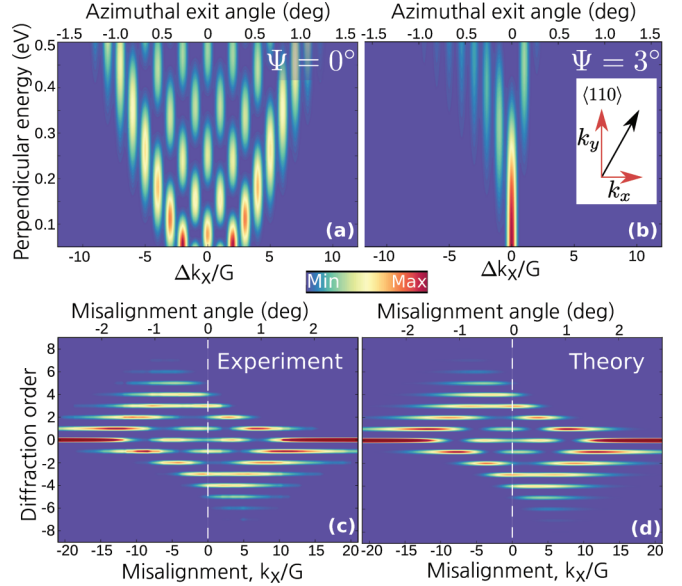 Azimuthal exit angle (deg)
Azimuthal exit angle (deg)
-1.5 -1.0 -0.5 0 0.5 1.0 1.5
-1.5 -1.0 -0.5 0 0.5 1.0 1.5
Perpendicular energy (eV)
0.5
0.4
0.3
0.2
0.1
Ψ = 0°
Ψ = 3°
⟨110⟩
k_y
k_x
(a)
(b)
-10 -5 0 5 10
-10 -5 0 5 10
Δk_X/G
Δk_X/G
Min Max
Misalignment angle (deg)
Misalignment angle (deg)
-2 -1 0 1 2
-2 -1 0 1 2
Diffraction order
8
6
4
2
0
-2
-4
-6
-8
Experiment
Theory
(c)
(d)
-20 -15 -10 -5 0 5 10 15 20
-20 -15 -10 -5 0 5 10 15 20
Misalignment, k_X/G
Misalignment, k_X/G